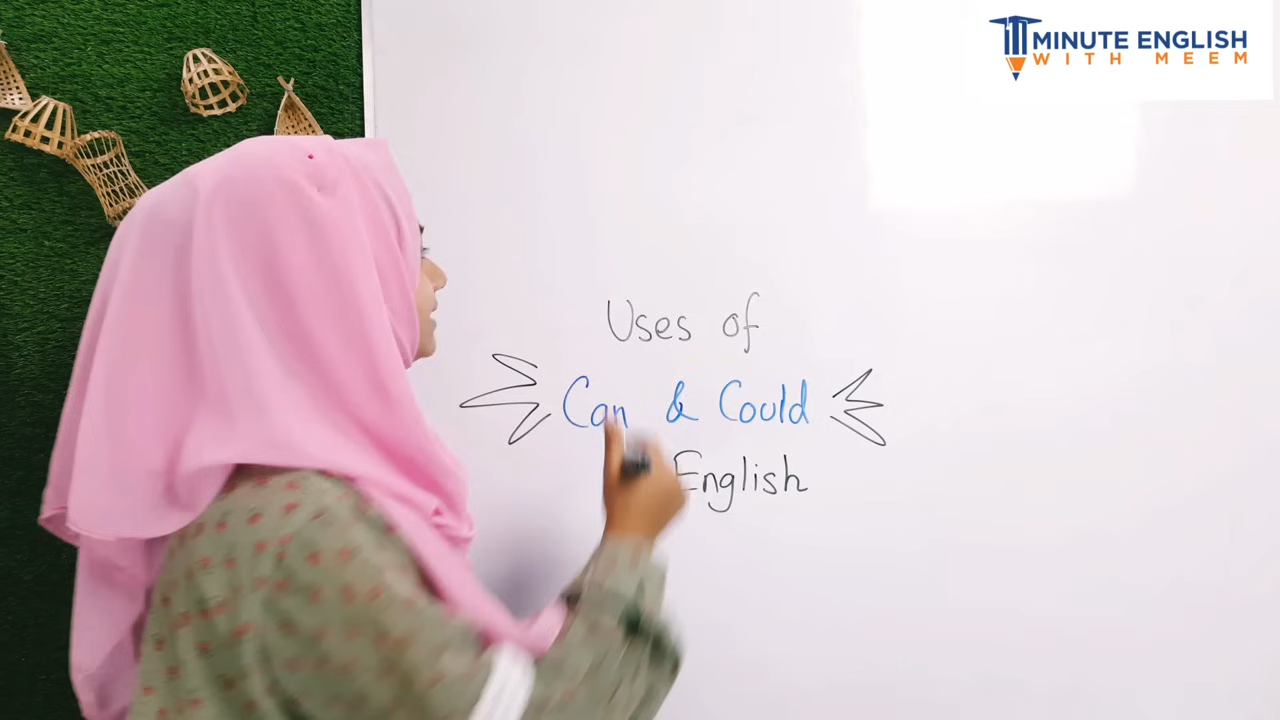 MINUTE ENGLISH
WITH MEEM
Uses of
Can & Could
English